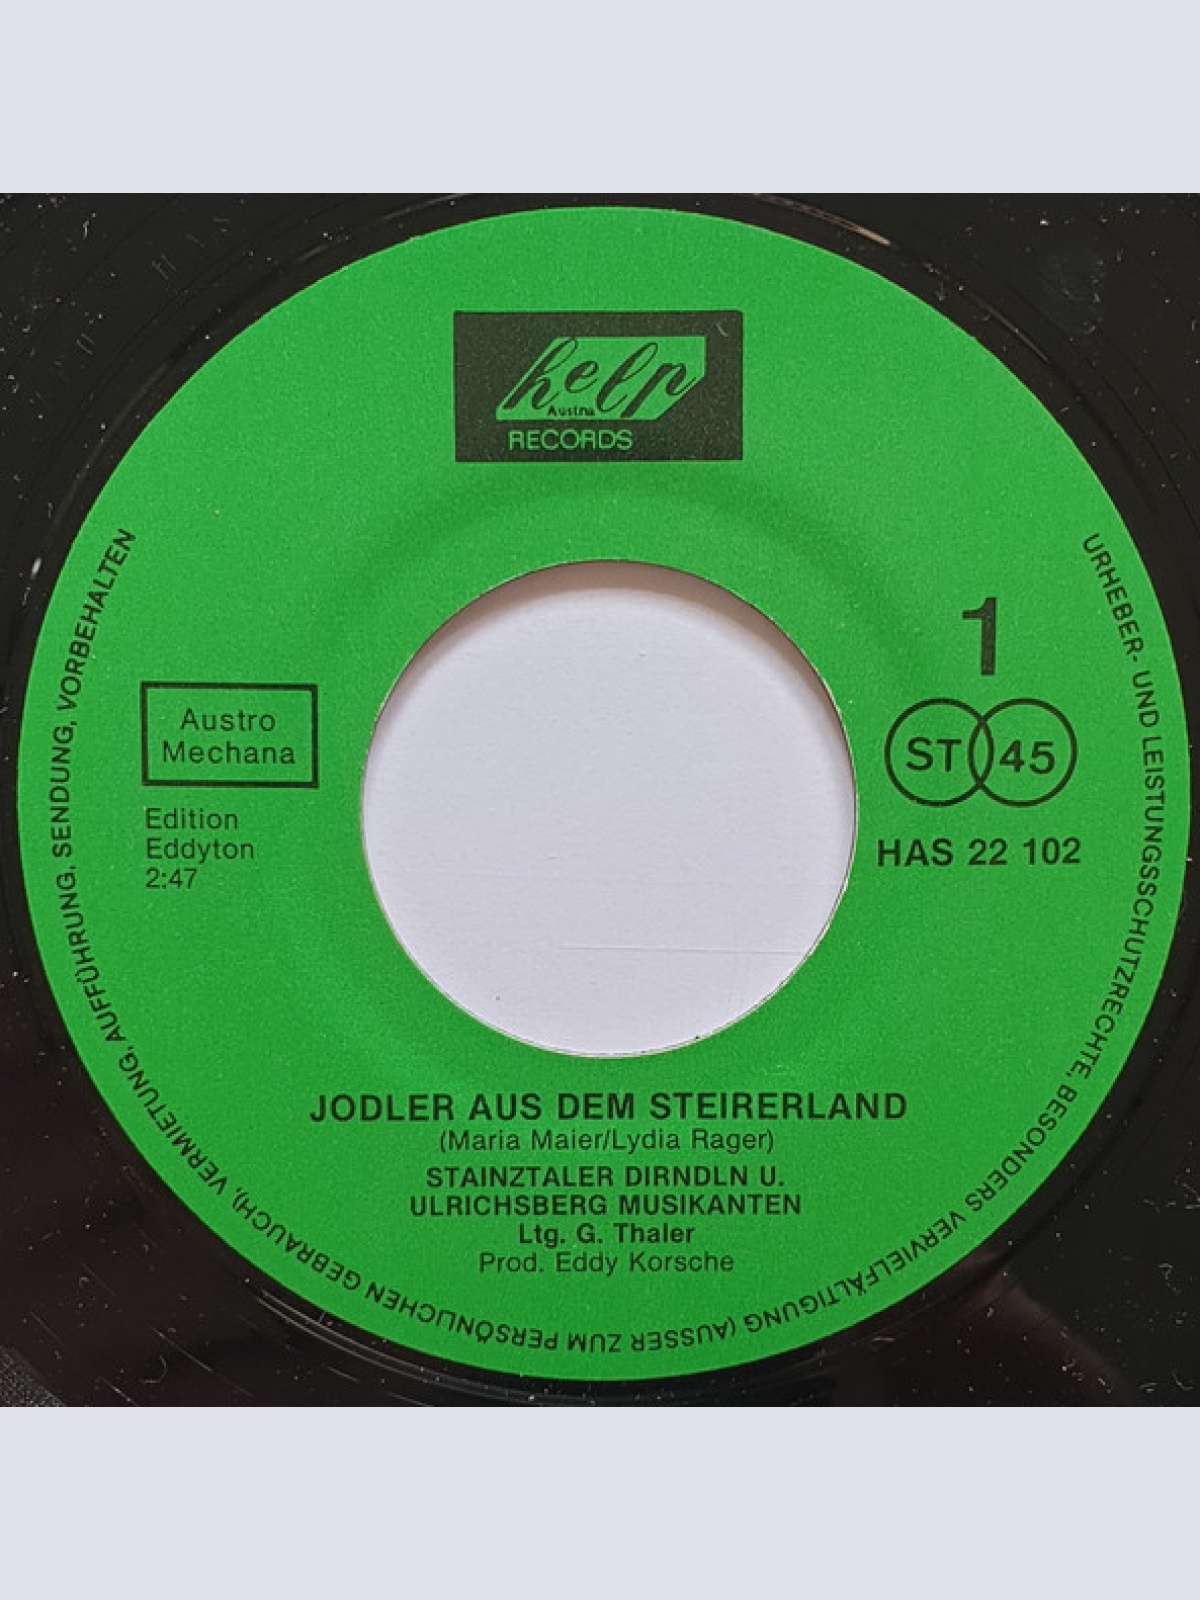 help
Austria
RECORDS
1
ST 45
HAS 22 102
Austro
Mechana
Edition
Eddyton
2:47
JODLER AUS DEM STEIRERLAND
(Maria Maier/Lydia Rager)
STAINZTALER DIRNDLN U.
ULRICHSBERG MUSIKANTEN
Ltg. G. Thaler
Prod. Eddy Korsche
URHEBER- UND LEISTUNGSSCHUTZRECHTE, BESONDERS VERVIELFÄLTIGUNG (AUSSER ZUM PERSÖNLICHEN GEBRAUCH), VERMIETUNG, AUFFÜHRUNG, SENDUNG, VORBEHALTEN